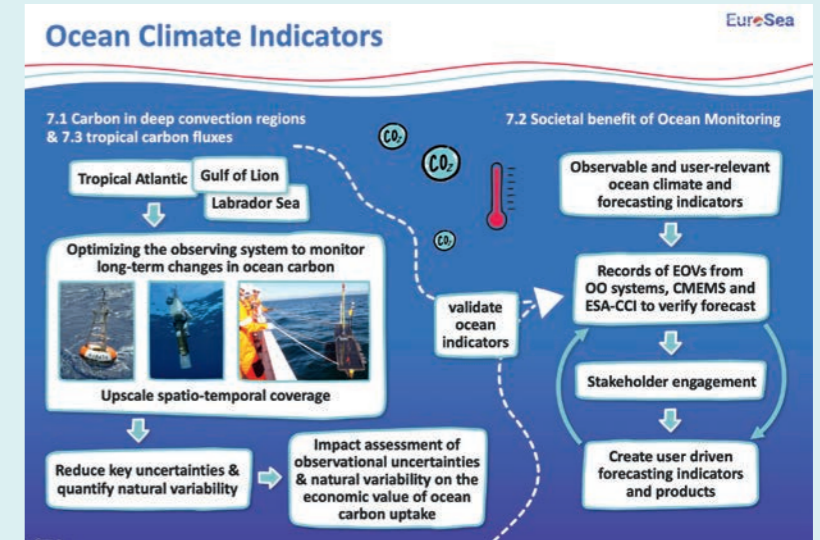 EuroSea
Ocean Climate Indicators
7.1 Carbon in deep convection regions
& 7.3 tropical carbon fluxes
Tropical Atlantic
Gulf of Lion
Labrador Sea
Optimizing the observing system to monitor
long-term changes in ocean carbon
Upscale spatio-temporal coverage
Reduce key uncertainties &
quantify natural variability
Impact assessment of
observational uncertainties
& natural variability on the
economic value of ocean
carbon uptake
CO₂
CO₂
CO₂
validate
ocean
indicators
7.2 Societal benefit of Ocean Monitoring
Observable and user-relevant
ocean climate and
forecasting indicators
Records of EOVs from
OO systems, CMEMS and
ESA-CCI to verify forecast
Stakeholder engagement
Create user driven
forecasting indicators
and products